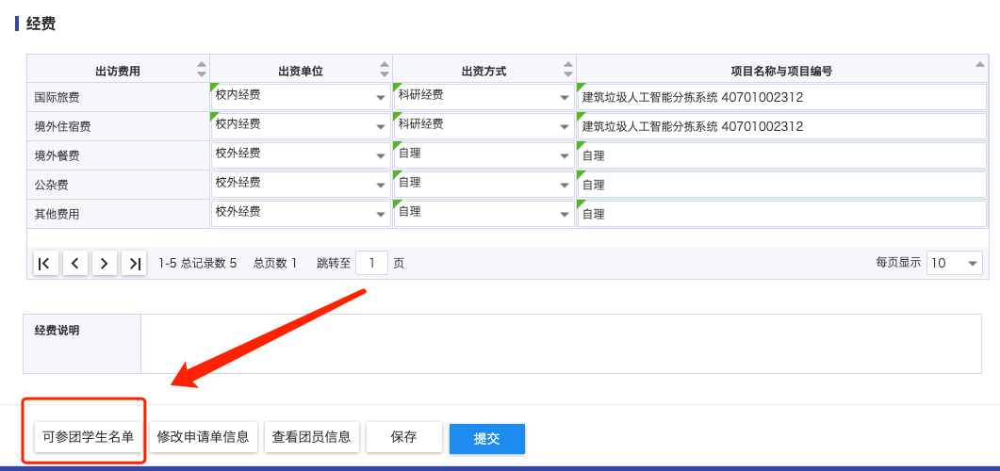 经费
出访费用 出资单位 出资方式 项目名称与项目编号
国际旅费 校内经费 科研经费 建筑垃圾人工智能分拣系统 40701002312
境外住宿费 校内经费 科研经费 建筑垃圾人工智能分拣系统 40701002312
境外餐费 校外经费 自理 自理
公杂费 校外经费 自理 自理
其他费用 校外经费 自理 自理
1-5 总记录数 5 总页数 1 跳转至 1 页 每页显示 10
经费说明
可参团学生名单 修改申请单信息 查看团员信息 保存 提交